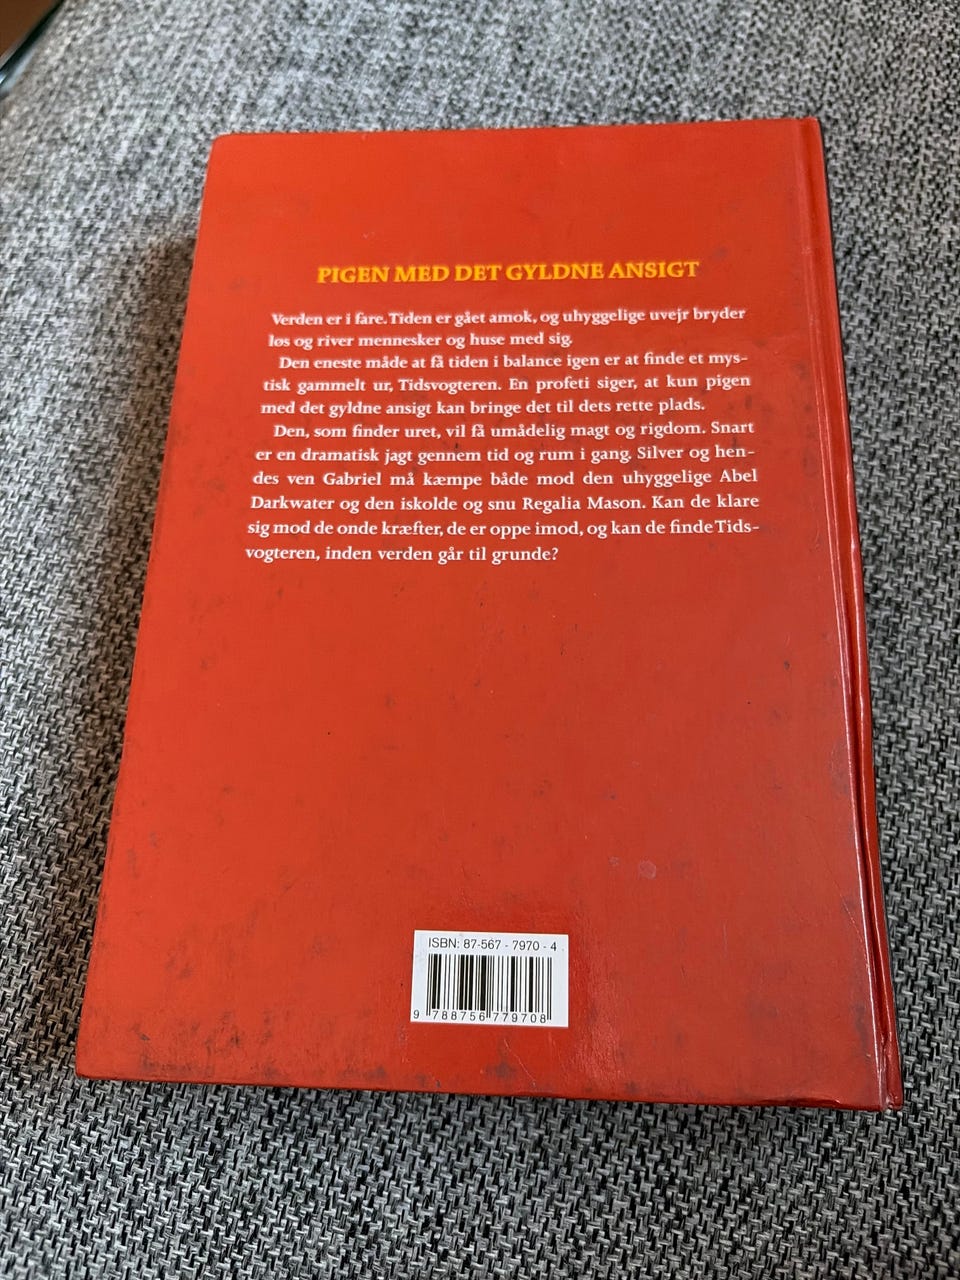 PIGEN MED DET GYLDNE ANSIGT
Verden er i fare. Tiden er gået amok, og uhyggelige uvejr bryder
løs og river mennesker og huse med sig.
Den eneste måde at få tiden i balance igen er at finde et mys-
tisk gammelt ur, Tidsvogteren. En profeti siger, at kun pigen
med det gyldne ansigt kan bringe det til dets rette plads.
Den, som finder uret, vil få umådelig magt og rigdom. Snart
er en dramatisk jagt gennem tid og rum i gang. Silver og hen-
des ven Gabriel må kæmpe både mod den uhyggelige Abel
Darkwater og den iskolde og snu Regalia Mason. Kan de klare
sig mod de onde kræfter, de er oppe imod, og kan de finde Tids-
vogteren, inden verden går til grunde?
ISBN: 87-567 - 7970 - 4
9 788756 779708